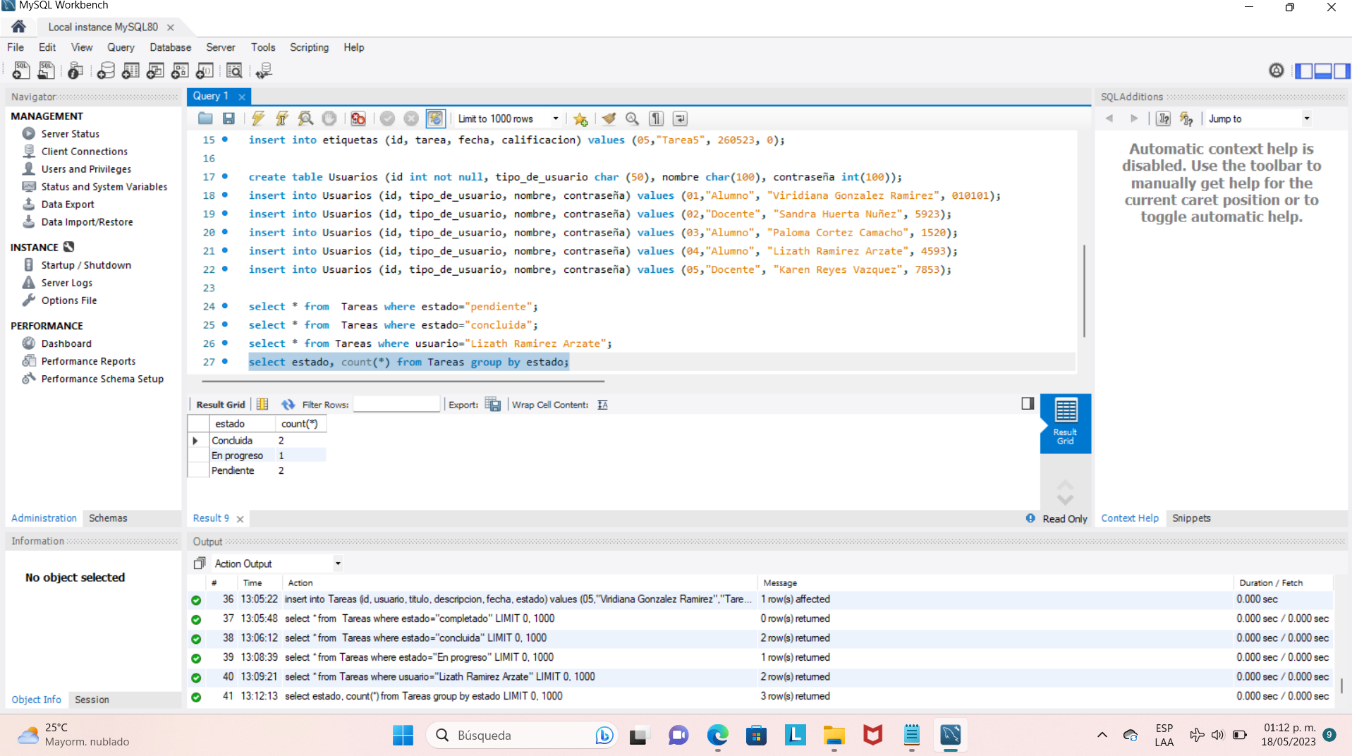 MySQL Workbench
Local instance MySQL80
File Edit View Query Database Server Tools Scripting Help
Navigator
MANAGEMENT
Server Status
Client Connections
Users and Privileges
Status and System Variables
Data Export
Data Import/Restore
INSTANCE
Startup / Shutdown
Server Logs
Options File
PERFORMANCE
Dashboard
Performance Reports
Performance Schema Setup
Administration Schemas
Information
No object selected
Object Info Session
Query 1
Limit to 1000 rows
15 insert into etiquetas (id, tarea, fecha, calificacion) values (05,"Tarea5", 260523, 0);
16
17 create table Usuarios (id int not null, tipo_de_usuario char (50), nombre char(100), contraseña int(100));
18 insert into Usuarios (id, tipo_de_usuario, nombre, contraseña) values (01,"Alumno", "Viridiana Gonzalez Ramirez", 010101);
19 insert into Usuarios (id, tipo_de_usuario, nombre, contraseña) values (02,"Docente", "Sandra Huerta Nuñez", 5923);
20 insert into Usuarios (id, tipo_de_usuario, nombre, contraseña) values (03,"Alumno", "Paloma Cortez Camacho", 1520);
21 insert into Usuarios (id, tipo_de_usuario, nombre, contraseña) values (04,"Alumno", "Lizath Ramirez Arzate", 4593);
22 insert into Usuarios (id, tipo_de_usuario, nombre, contraseña) values (05,"Docente", "Karen Reyes Vazquez", 7853);
23
24 select * from  Tareas where estado="pendiente";
25 select * from  Tareas where estado="concluida";
26 select * from Tareas where usuario="Lizath Ramirez Arzate";
27 select estado, count(*) from Tareas group by estado;
Result Grid Filter Rows: Export: Wrap Cell Content:
estado count(*)
Concluida 2
En progreso 1
Pendiente 2
Result Grid
Result 9
Read Only
SQLAdditions
Jump to
Automatic context help is
disabled. Use the toolbar to
manually get help for the
current caret position or to
toggle automatic help.
Context Help Snippets
Output
Action Output
# Time Action Message Duration / Fetch
36 13:05:22 insert into Tareas (id, usuario, titulo, descripcion, fecha, estado) values (05,"Viridiana Gonzalez Ramirez","Tare... 1 row(s) affected 0.000 sec
37 13:05:48 select * from  Tareas where estado="completado" LIMIT 0, 1000 0 row(s) returned 0.000 sec / 0.000 sec
38 13:06:12 select * from  Tareas where estado="concluida" LIMIT 0, 1000 2 row(s) returned 0.000 sec / 0.000 sec
39 13:08:39 select * from Tareas where estado="En progreso" LIMIT 0, 1000 1 row(s) returned 0.000 sec / 0.000 sec
40 13:09:21 select * from Tareas where usuario="Lizath Ramirez Arzate" LIMIT 0, 1000 2 row(s) returned 0.000 sec / 0.000 sec
41 13:12:13 select estado, count(*) from Tareas group by estado LIMIT 0, 1000 3 row(s) returned 0.000 sec / 0.000 sec
25°C
Mayorm. nublado
Búsqueda
ESP
LAA
01:12 p. m.
18/05/2023
9